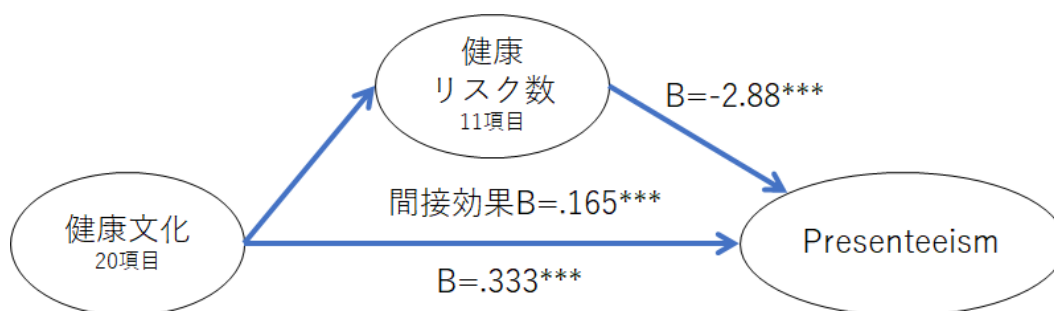 健康
リスク数
11項目
B=-2.88***
間接効果B=.165***
健康文化
20項目
Presenteeism
B=.333***